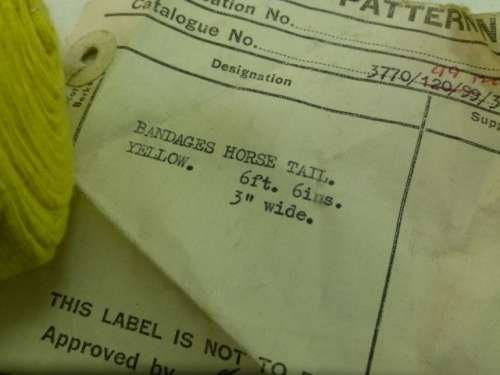 PATTERN
cation No.
Catalogue No.
3770/120/99/3
Designation
BANDAGES HORSE TAIL.
YELLOW. 6ft. 6ins.
3" wide.
THIS LABEL IS NOT TO
Approved by